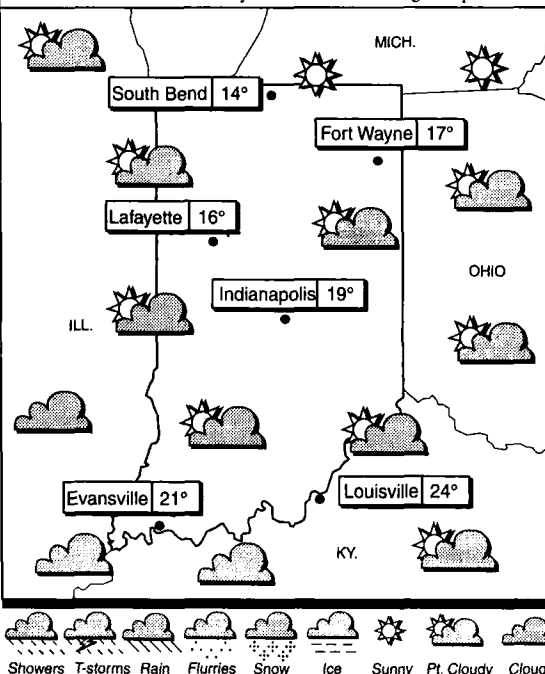 MICH.
South Bend 14°
Fort Wayne 17°
Lafayette 16°
OHIO
Indianapolis 19°
ILL.
Evansville 21°
Louisville 24°
KY.
Showers T-storms Rain Flurries Snow Ice Sunny Pt. Cloudy